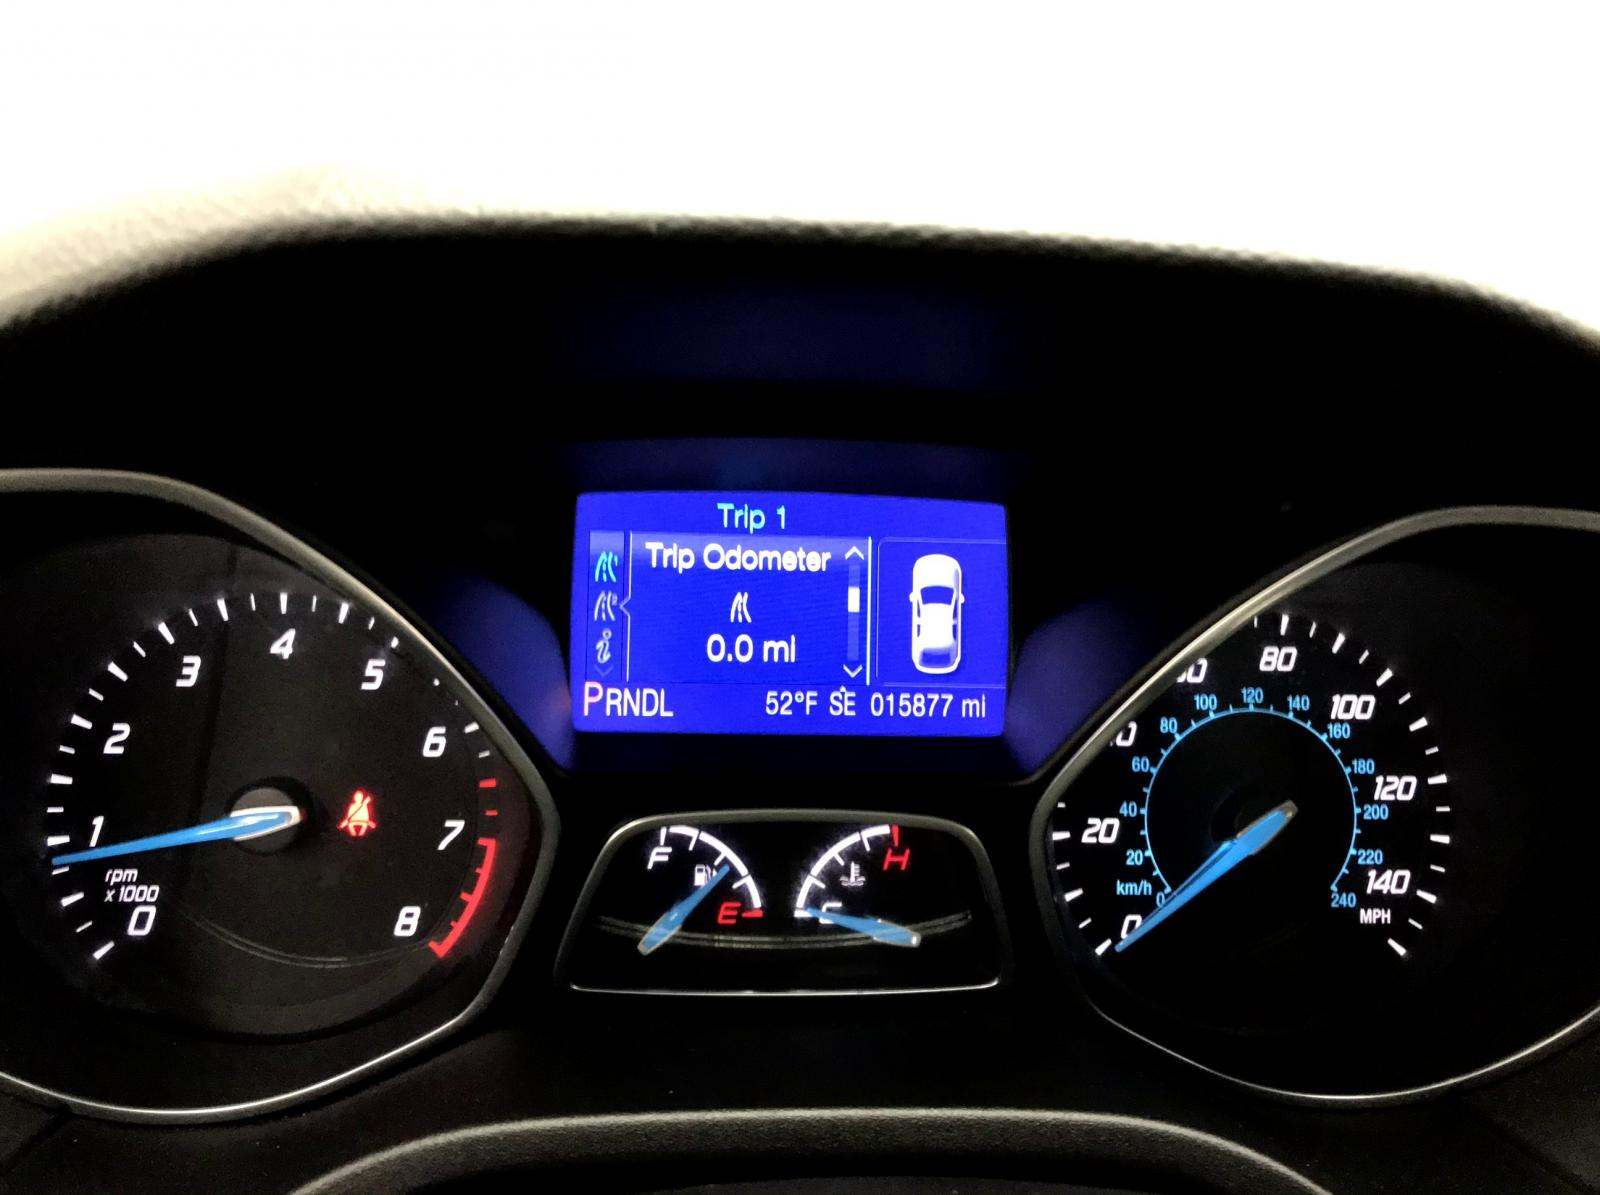 Trip 1
Trip Odometer
0.0 mi
PRNDL 52°F SE 015877 mi
0 1 2 3 4 5 6 7 8
rpm
x 1000
F
E
H
C
0 20 80 100 120 140
MPH
0 20 40 60 80 100 120 140 160 180 200 220 240
km/h